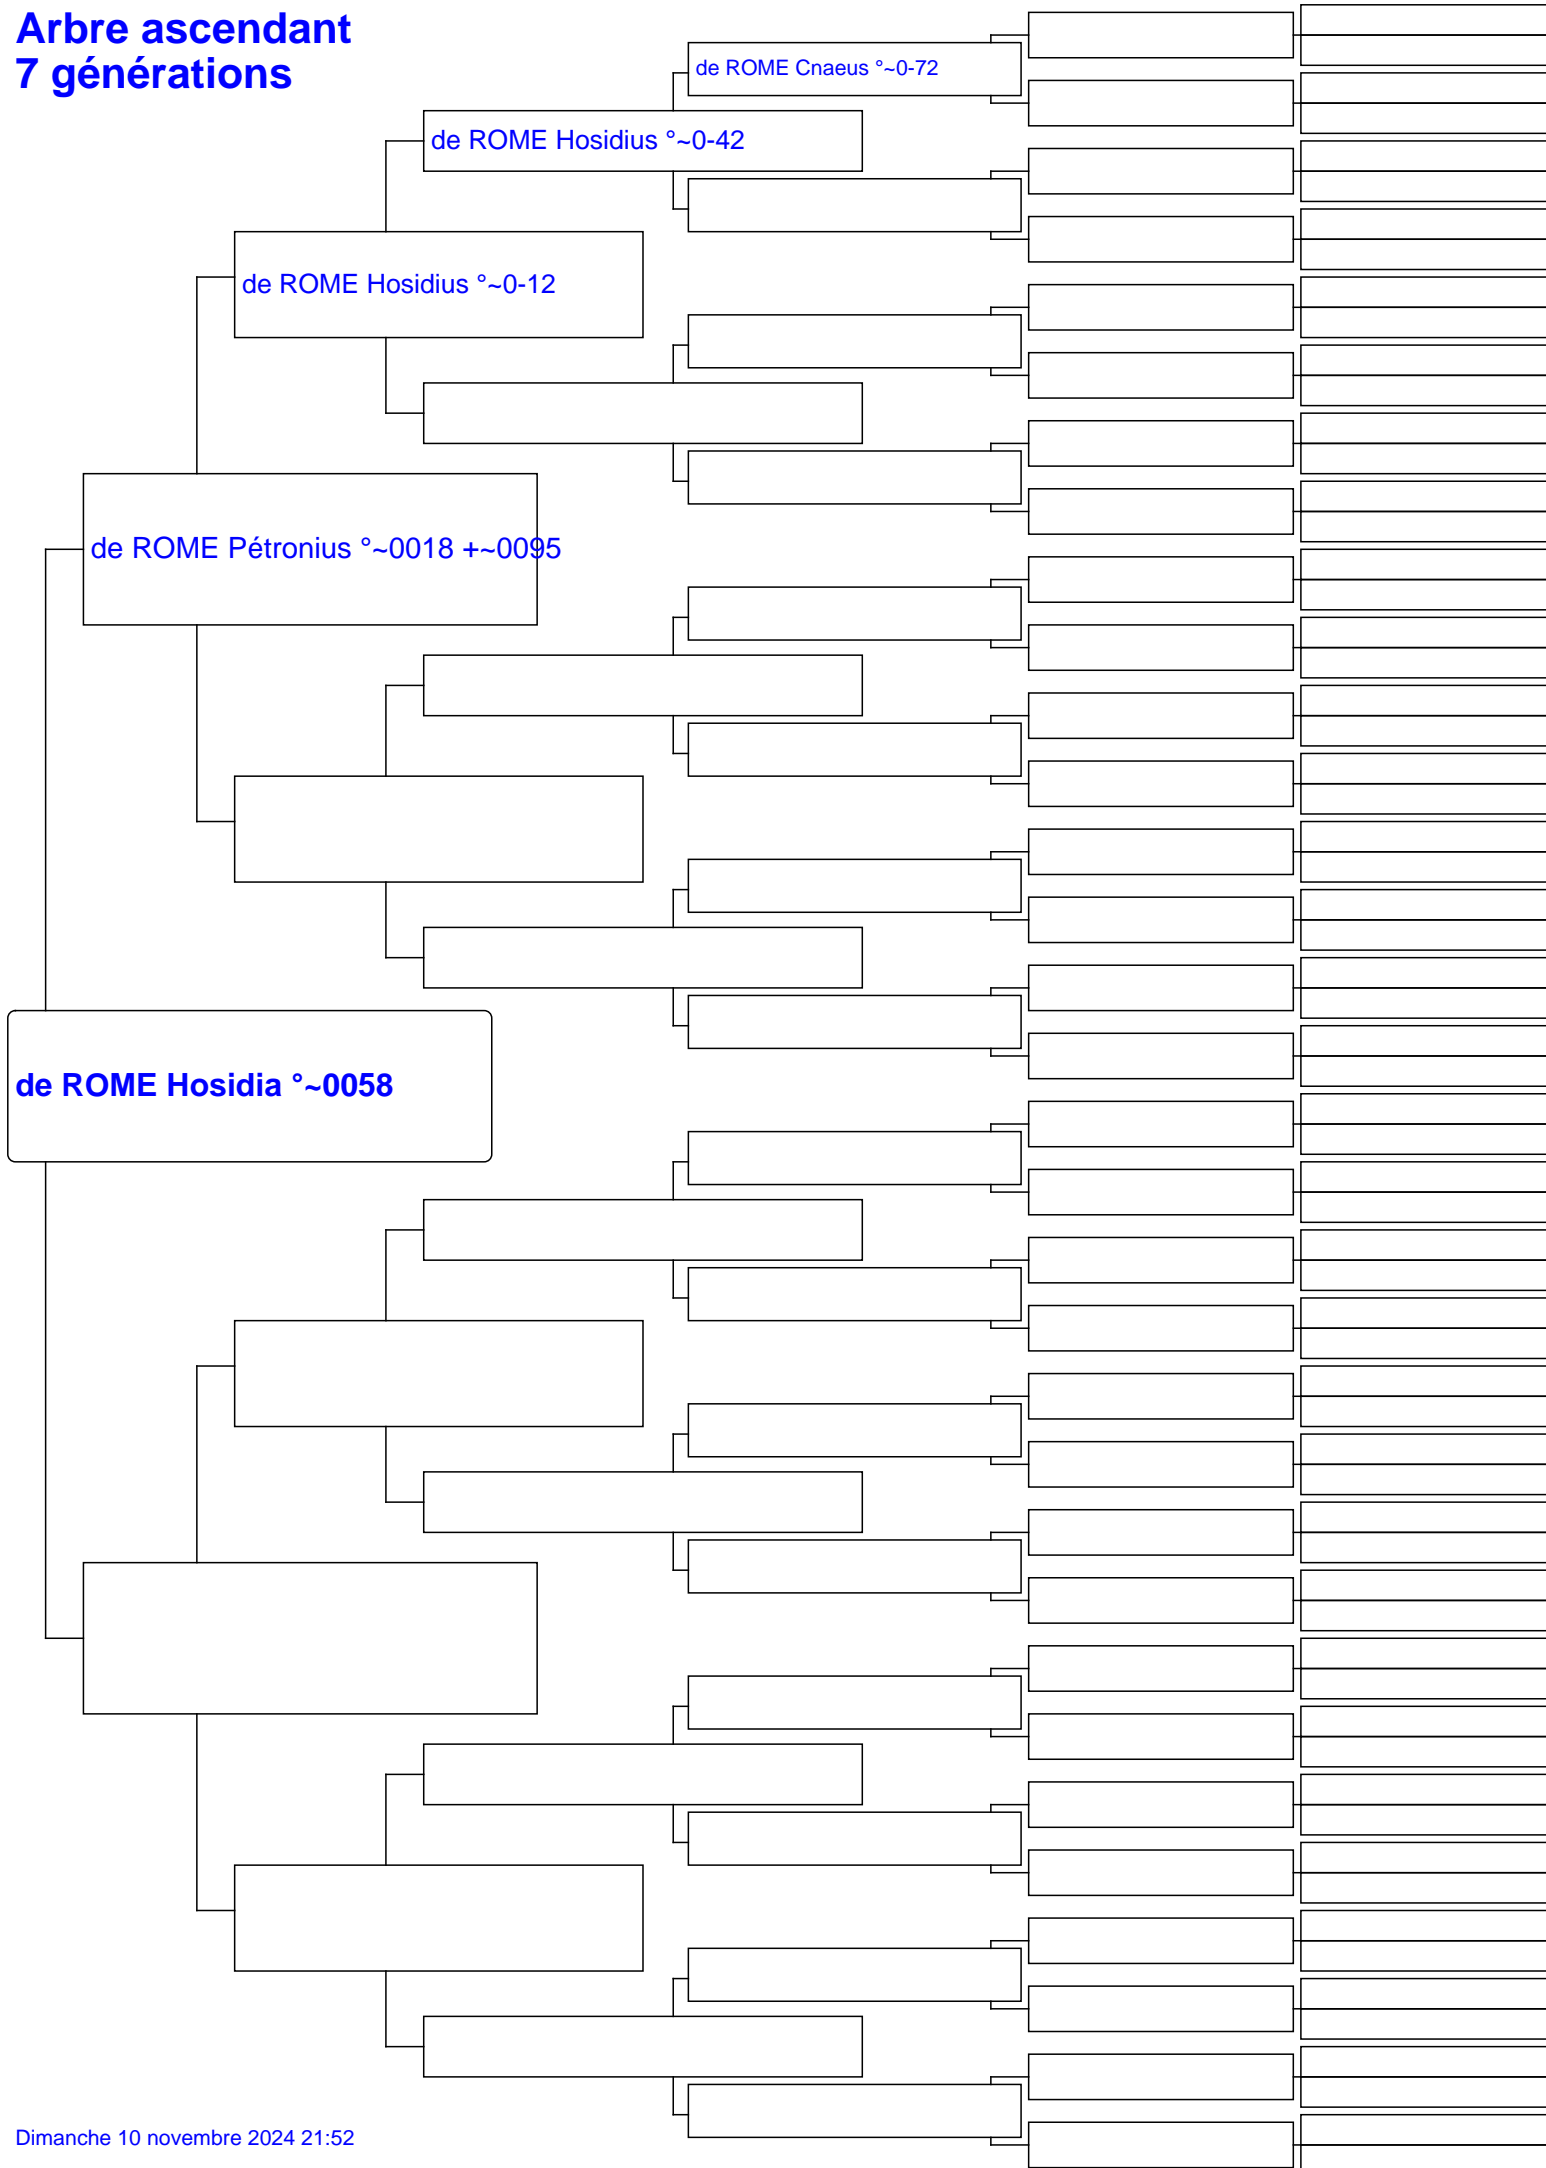 Arbre ascendant
7 générations
de ROME Cnaeus °~0-72
de ROME Hosidius °~0-42
de ROME Hosidius °~0-12
de ROME Pétronius °~0018 +~0095
de ROME Hosidia °~0058
Dimanche 10 novembre 2024 21:52